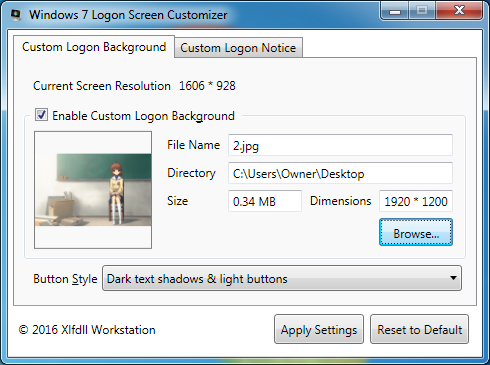 Windows 7 Logon Screen Customizer
Custom Logon Background
Custom Logon Notice
Current Screen Resolution 1606 * 928
Enable Custom Logon Background
File Name 2.jpg
Directory C:\Users\Owner\Desktop
Size 0.34 MB Dimensions 1920 * 1200
Browse...
Button Style Dark text shadows & light buttons
© 2016 Xlfdll Workstation
Apply Settings
Reset to Default